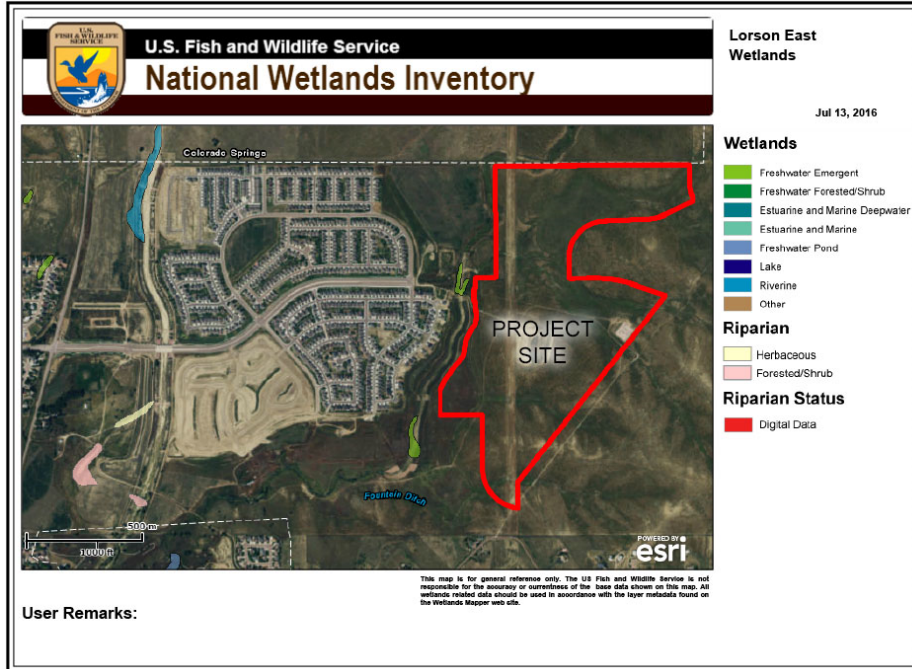 U.S.
FISH & WILDLIFE
SERVICE
DEPARTMENT OF THE INTERIOR
U.S. Fish and Wildlife Service
National Wetlands Inventory
Lorson East
Wetlands
Jul 13, 2016
Colorado Springs
PROJECT
SITE
Fountain Ditch
500 m
1000 ft
POWERED BY
esri
Wetlands
Freshwater Emergent
Freshwater Forested/Shrub
Estuarine and Marine Deepwater
Estuarine and Marine
Freshwater Pond
Lake
Riverine
Other
Riparian
Herbaceous
Forested/Shrub
Riparian Status
Digital Data
This map is for general reference only. The US Fish and Wildlife Service is not
responsible for the accuracy or currentness of the base data shown on this map. All
wetlands related data should be used in accordance with the layer metadata found on
the Wetlands Mapper web site.
User Remarks: